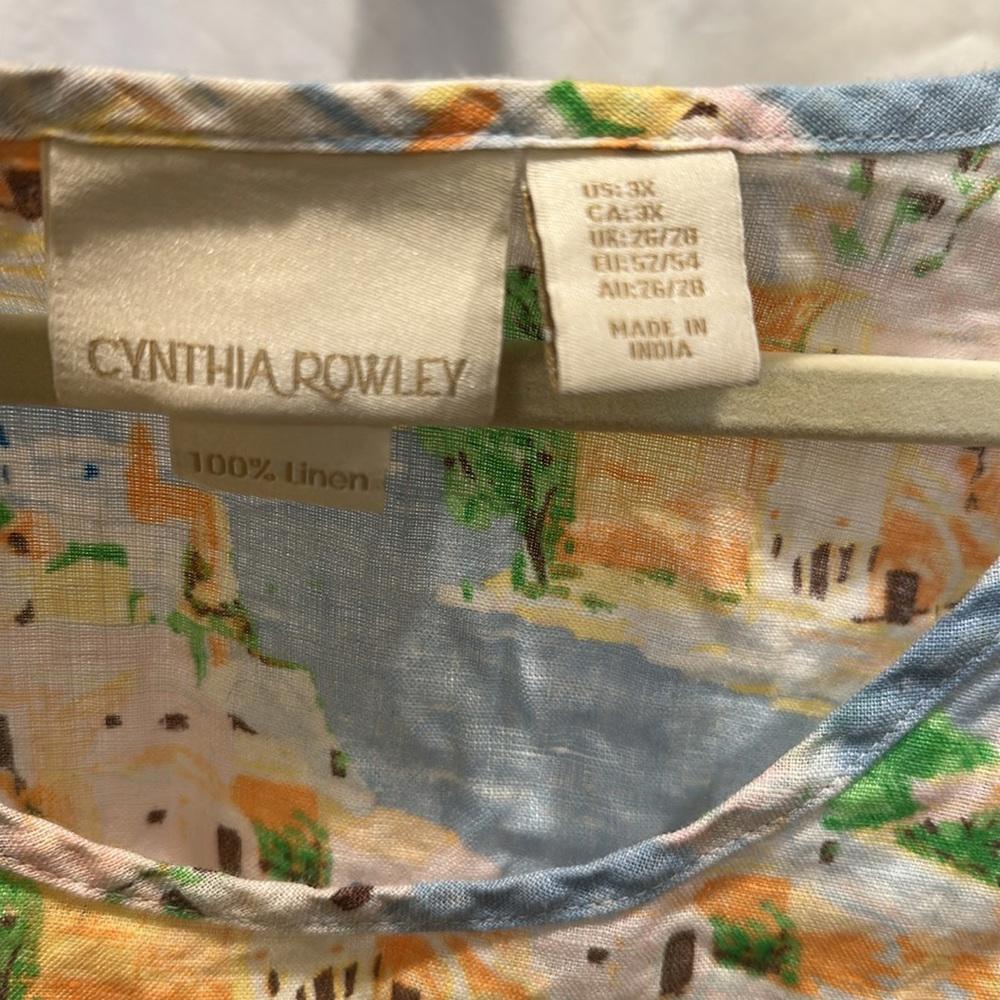 CYNTHIA ROWLEY
100% Linen
US: 3X
CA: 3X
UK: 26/28
EU: 52/54
AU: 26/28
MADE IN
INDIA